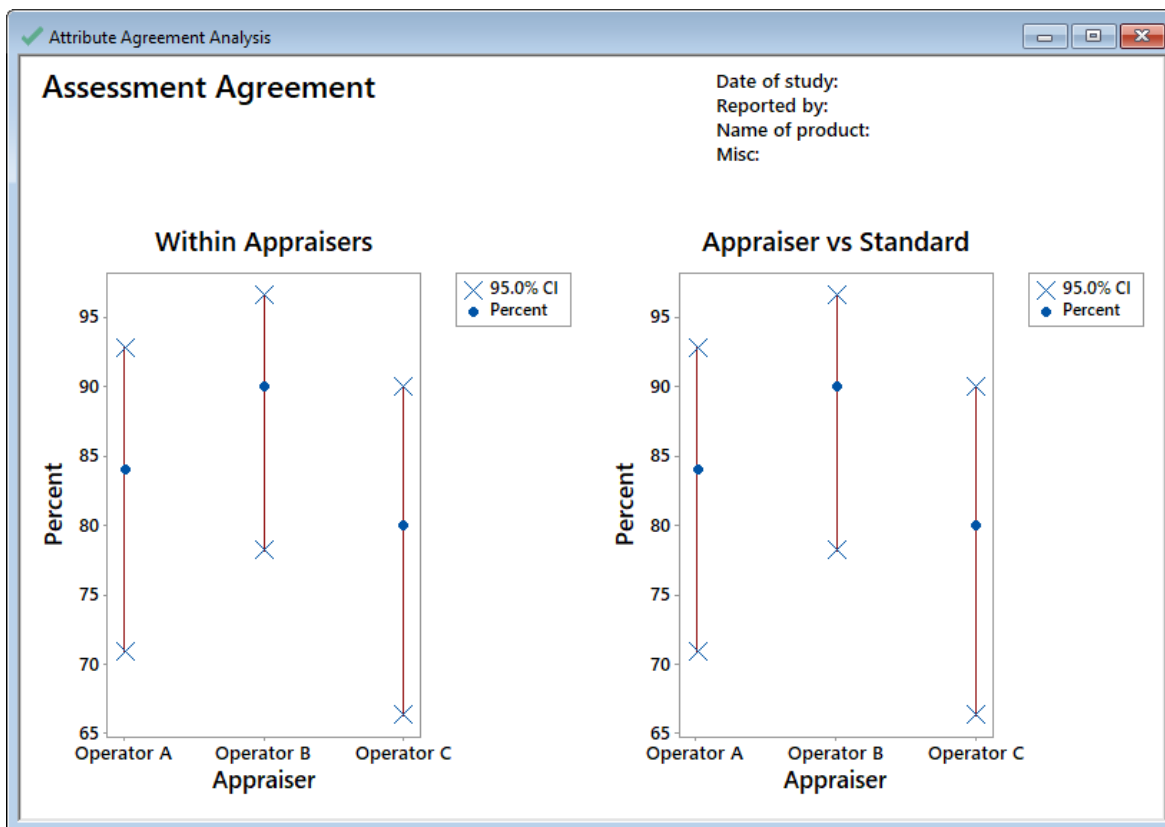 Attribute Agreement Analysis
Assessment Agreement
Date of study:
Reported by:
Name of product:
Misc:
Within Appraisers
95.0% CI
Percent
95
90
85
80
75
70
65
Percent
Operator A Operator B Operator C
Appraiser
Appraiser vs Standard
95.0% CI
Percent
95
90
85
80
75
70
65
Percent
Operator A Operator B Operator C
Appraiser